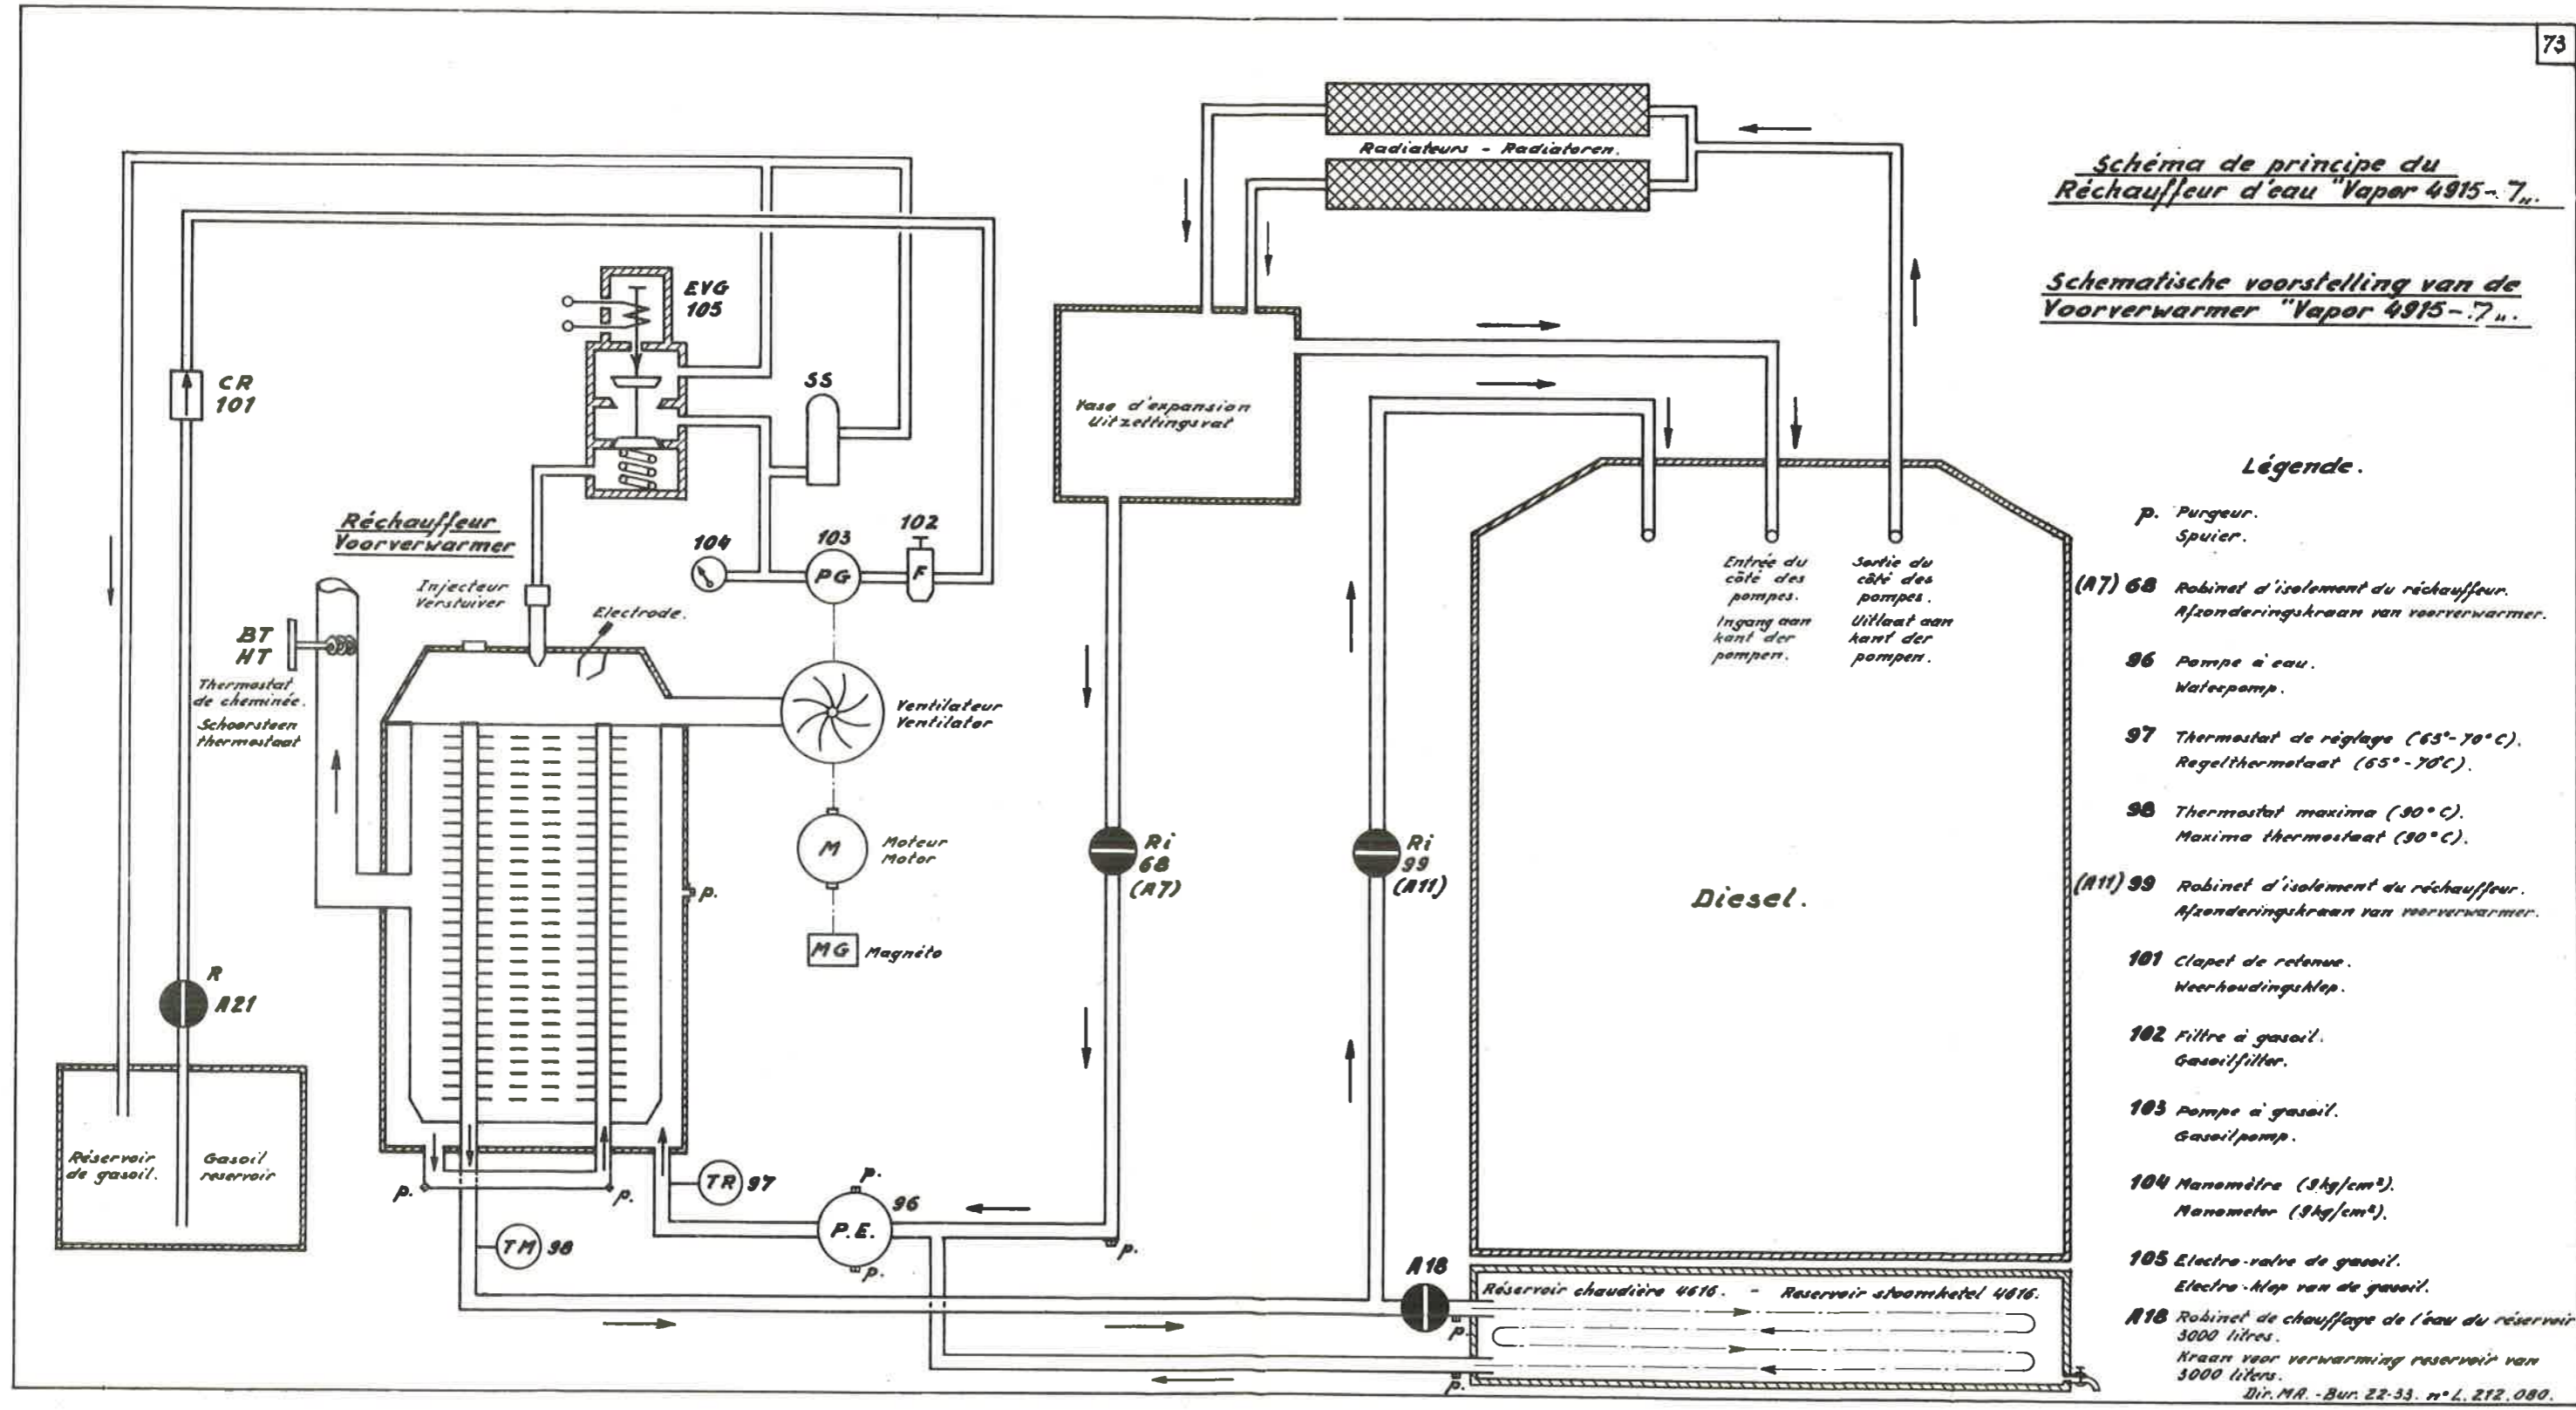 73
Schéma de principe du
Réchauffeur d'eau "Vapor 4915-7„.
Schematische voorstelling van de
Voorverwarmer "Vapor 4915-7„.
Radiateurs - Radiatoren.
EVG
105
SS
CR
101
Vase d'expansion
Uitzettingsvat
Réchauffeur
Voorverwarmer
104
103
PG
102
F
Injecteur
Verstuiver
Electrode.
BT
HT
Thermostat
de cheminée.
Schoorsteen
thermostaat
Ventilateur
Ventilator
M
Moteur
Motor
MG
Magnéto
p.
R
A21
Réservoir
de gasoil.
Gasoil
reservoir
p.
p.
TR 97
TM 98
p.
96
P.E.
p.
p.
Ri
68
(A7)
Ri
99
(A11)
Entrée du
côté des
pompes.
Ingang aan
kant der
pompen.
Sortie du
côté des
pompes.
Uitlaat aan
kant der
pompen.
Diesel.
A18
p.
p.
Réservoir chaudière 4616. - Reservoir stoomketel 4616.
Légende.
p. Purgeur.
Spuier.
(A7) 68 Robinet d'isolement du réchauffeur.
Afzonderingskraan van voorverwarmer.
96 Pompe à eau.
Waterpomp.
97 Thermostat de réglage (65°-70°C).
Regelthermotaat (65°-70°C).
98 Thermostat maxima (90°C).
Maxima thermostaat (90°C).
(A11) 99 Robinet d'isolement du réchauffeur.
Afzonderingskraan van voorverwarmer.
101 Clapet de retenue.
Weerhoudingsklep.
102 Filtre à gasoil.
Gasoilfilter.
103 Pompe à gasoil.
Gasoilpomp.
104 Manomètre (9kg/cm²).
Manometer (9kg/cm²).
105 Electro-valve de gasoil.
Electro-klep van de gasoil.
A18 Robinet de chauffage de l'eau du réservoir
3000 litres.
Kraan voor verwarming reservoir van
3000 liters.
Dir. MA. - Bur. 22-33. n° L. 212.080.